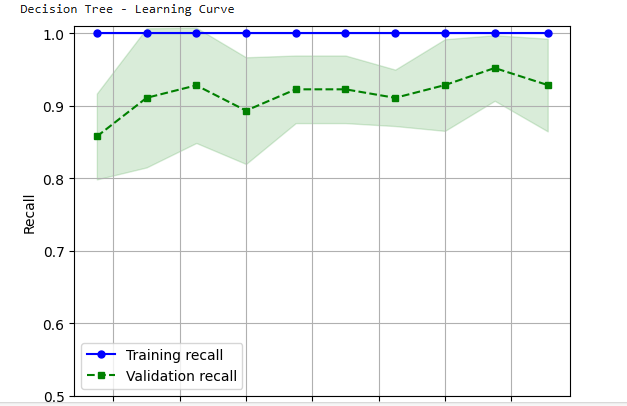 Decision Tree - Learning Curve
1.0
0.9
0.8
0.7
0.6
0.5
Recall
Training recall
Validation recall